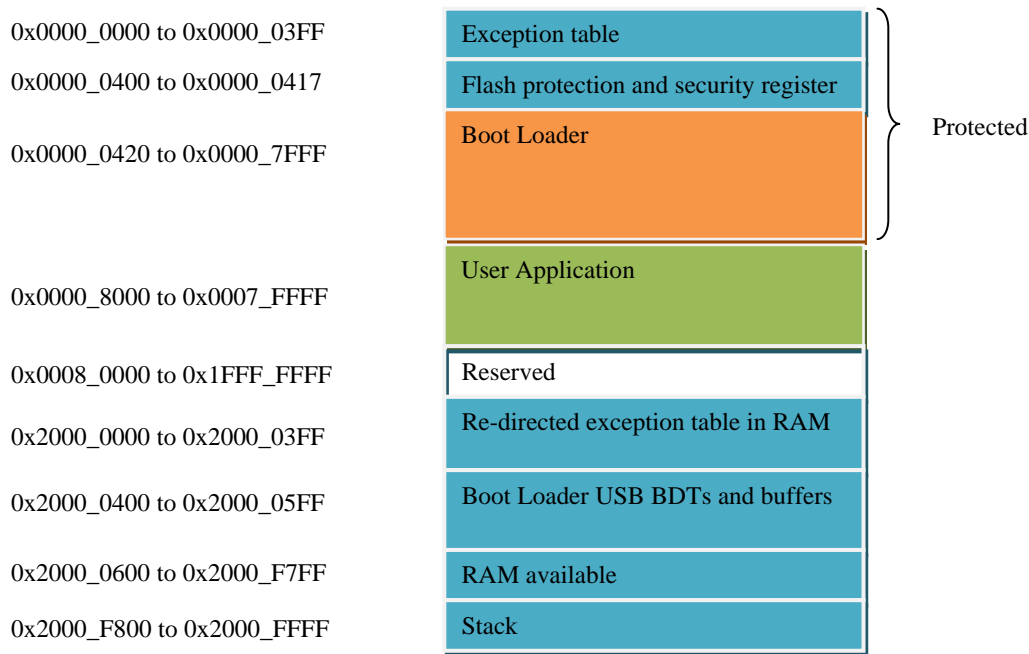 0x0000_0000 to 0x0000_03FF Exception table
0x0000_0400 to 0x0000_0417 Flash protection and security register
0x0000_0420 to 0x0000_7FFF Boot Loader
Protected
0x0000_8000 to 0x0007_FFFF User Application
0x0008_0000 to 0x1FFF_FFFF Reserved
0x2000_0000 to 0x2000_03FF Re-directed exception table in RAM
0x2000_0400 to 0x2000_05FF Boot Loader USB BDTs and buffers
0x2000_0600 to 0x2000_F7FF RAM available
0x2000_F800 to 0x2000_FFFF Stack